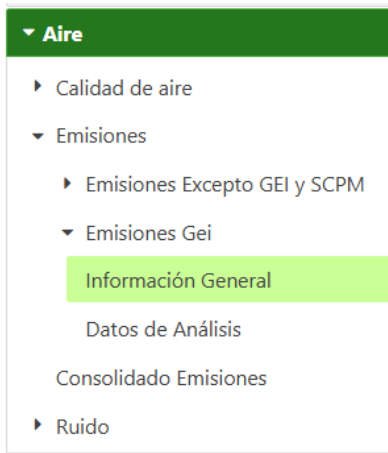 Aire
Calidad de aire
Emisiones
Emisiones Excepto GEI y SCPM
Emisiones Gei
Información General
Datos de Análisis
Consolidado Emisiones
Ruido